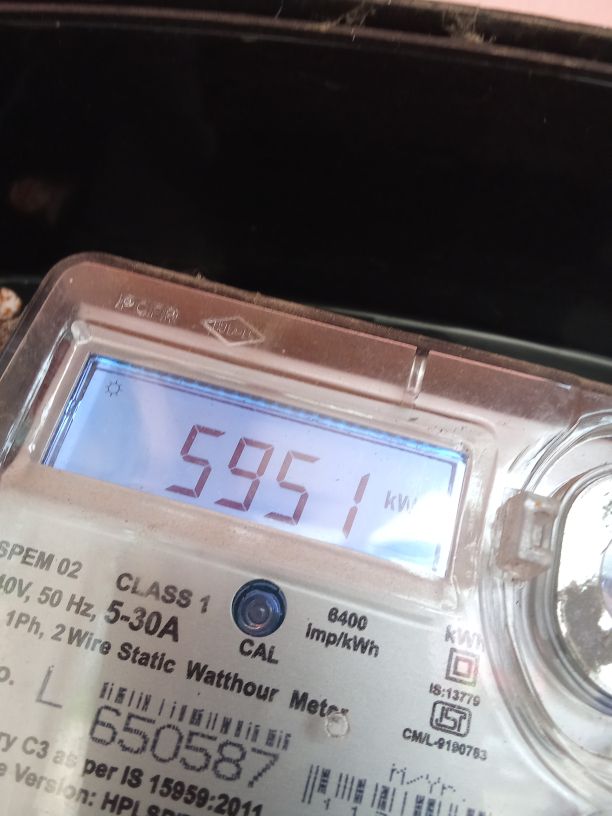 5951 kW
SPEM 02
CLASS 1
40V, 50 Hz, 5-30A
6400
imp/kWh
1Ph, 2 Wire Static Watthour Meter
CAL
kWh
IS:13779
CM/L-9190793
L
650587
C3 as per IS 15959:2011
Version: